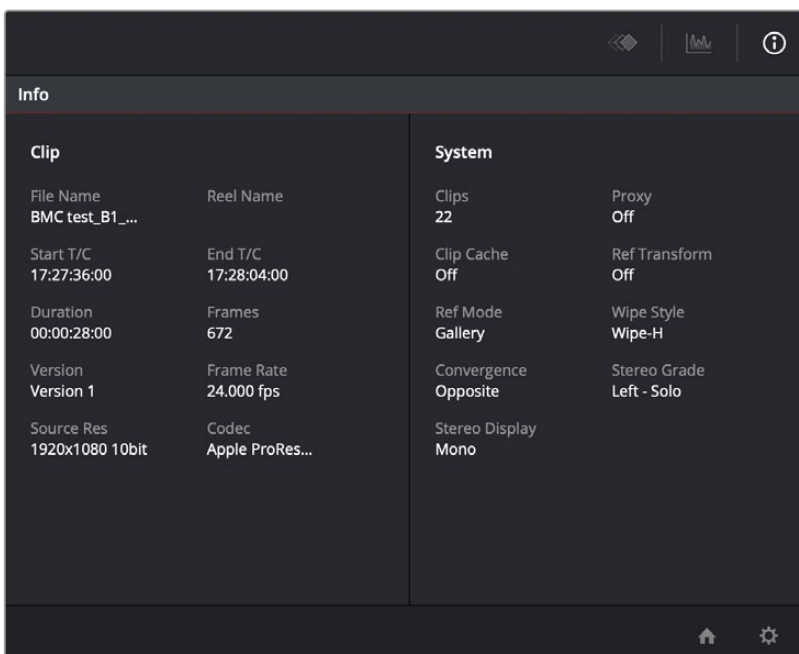 Info
Clip
File Name
Reel Name
BMC test_B1_...
Start T/C
End T/C
17:27:36:00
17:28:04:00
Duration
Frames
00:00:28:00
672
Version
Frame Rate
Version 1
24.000 fps
Source Res
Codec
1920x1080 10bit
Apple ProRes...
System
Clips
Proxy
22
Off
Clip Cache
Ref Transform
Off
Off
Ref Mode
Wipe Style
Gallery
Wipe-H
Convergence
Stereo Grade
Opposite
Left - Solo
Stereo Display
Mono